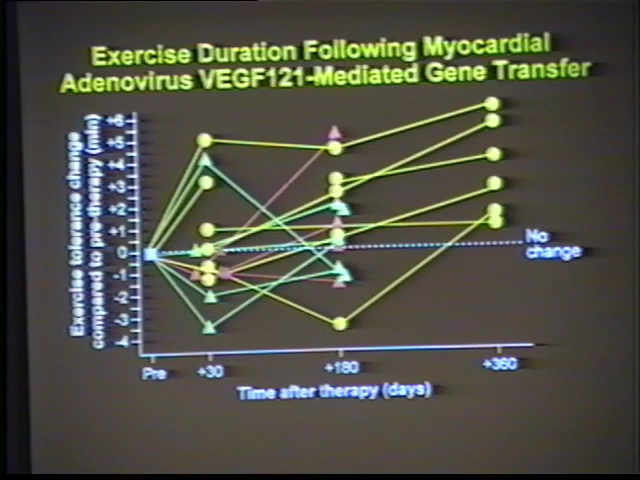 Exercise Duration Following Myocardial
Adenovirus VEGF121-Mediated Gene Transfer
Exercise tolerance change
compared to pre-therapy (min)
+6
+5
+4
+3
+2
+1
0
-1
-2
-3
-4
No
change
Pre
+30
+180
+360
Time after therapy (days)